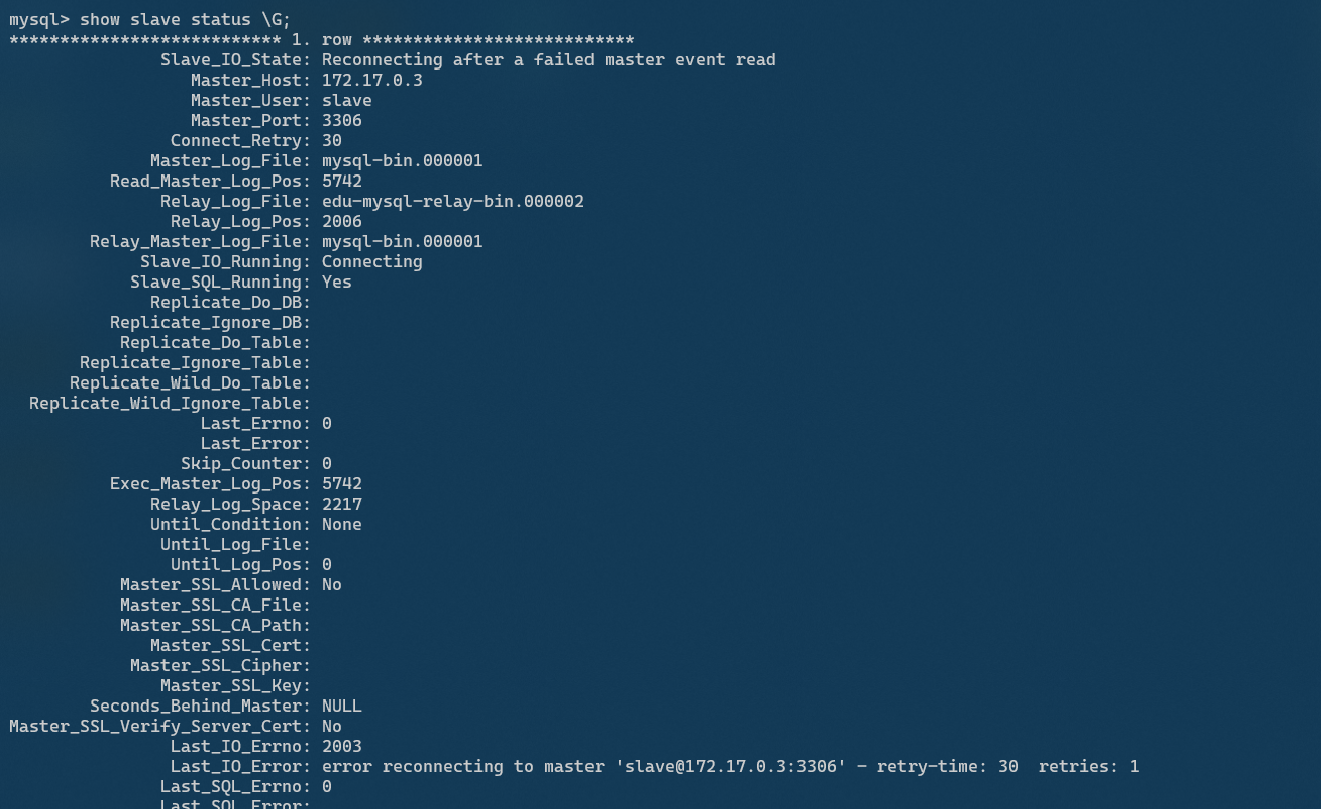 mysql> show slave status \G;
*************************** 1. row ***************************
Slave_IO_State: Reconnecting after a failed master event read
Master_Host: 172.17.0.3
Master_User: slave
Master_Port: 3306
Connect_Retry: 30
Master_Log_File: mysql-bin.000001
Read_Master_Log_Pos: 5742
Relay_Log_File: edu-mysql-relay-bin.000002
Relay_Log_Pos: 2006
Relay_Master_Log_File: mysql-bin.000001
Slave_IO_Running: Connecting
Slave_SQL_Running: Yes
Replicate_Do_DB:
Replicate_Ignore_DB:
Replicate_Do_Table:
Replicate_Ignore_Table:
Replicate_Wild_Do_Table:
Replicate_Wild_Ignore_Table:
Last_Errno: 0
Last_Error:
Skip_Counter: 0
Exec_Master_Log_Pos: 5742
Relay_Log_Space: 2217
Until_Condition: None
Until_Log_File:
Until_Log_Pos: 0
Master_SSL_Allowed: No
Master_SSL_CA_File:
Master_SSL_CA_Path:
Master_SSL_Cert:
Master_SSL_Cipher:
Master_SSL_Key:
Seconds_Behind_Master: NULL
Master_SSL_Verify_Server_Cert: No
Last_IO_Errno: 2003
Last_IO_Error: error reconnecting to master 'slave@172.17.0.3:3306' - retry-time: 30  retries: 1
Last_SQL_Errno: 0
Last_SQL_Error: